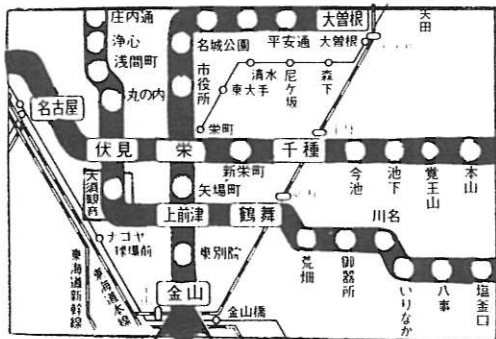 庄内通
浄心
浅間町
丸の内
名古屋
伏見
大須観音
ナゴヤ
球場前
東海道新幹線
東海道本線
名城公園
市役所
栄町
栄
矢場町
上前津
東別院
金山
金山橋
平安通
大曽根
大曽根
矢田
東大手
清水
尼ケ坂
森下
新栄町
千種
鶴舞
今池
池下
覚王山
本山
荒畑
御器所
川名
いりなか
八事
塩釜口